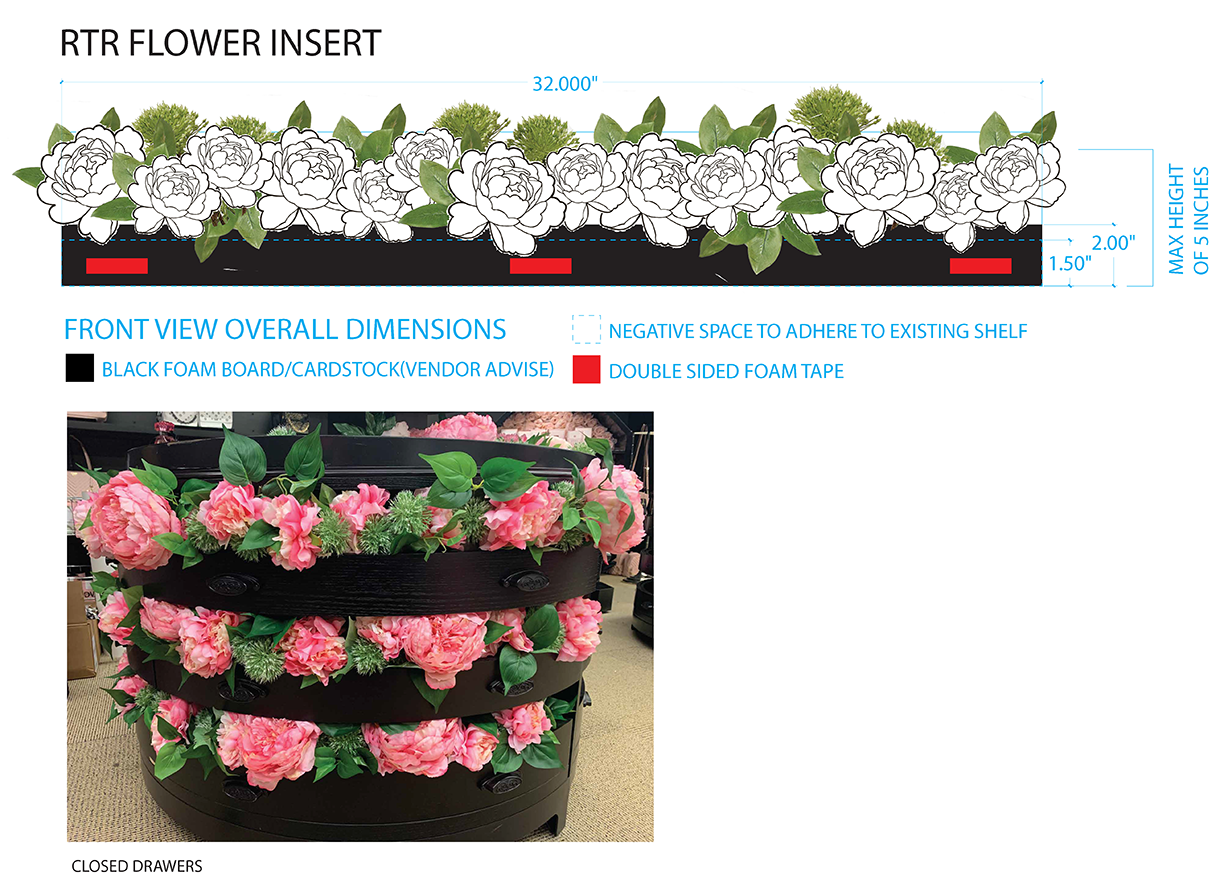 RTR FLOWER INSERT
32.000"
2.00"
1.50"
MAX HEIGHT
OF 5 INCHES
FRONT VIEW OVERALL DIMENSIONS
NEGATIVE SPACE TO ADHERE TO EXISTING SHELF
BLACK FOAM BOARD/CARDSTOCK(VENDOR ADVISE)
DOUBLE SIDED FOAM TAPE
CLOSED DRAWERS